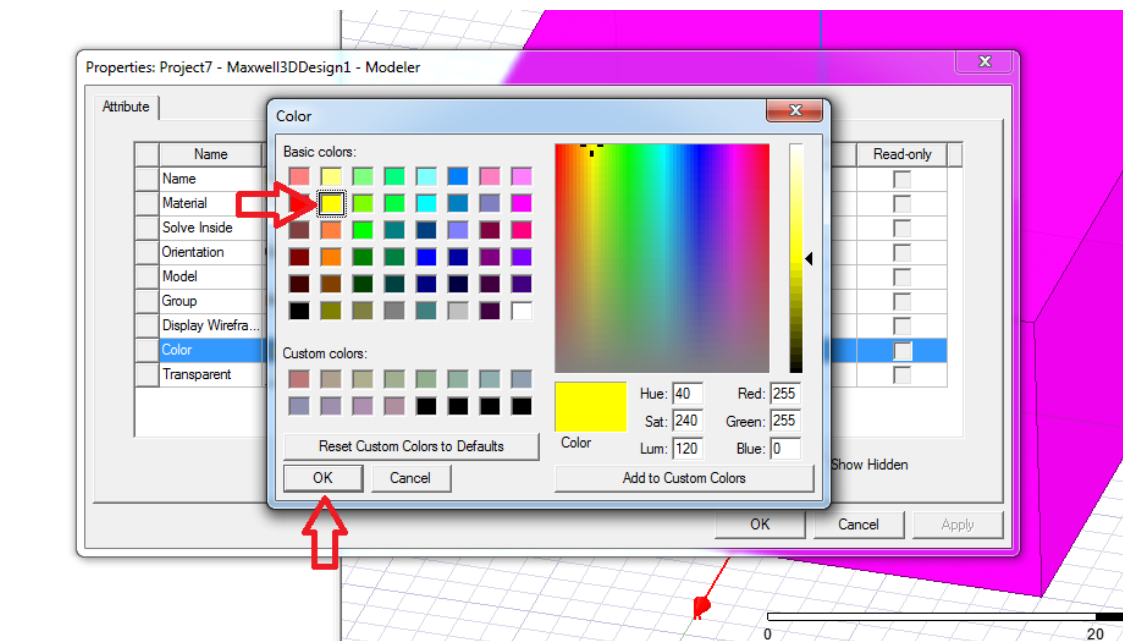 Properties: Project7 - Maxwell3DDesign1 - Modeler
Attribute
Name
Name
Material
Solve Inside
Orientation
Model
Group
Display Wirefra...
Color
Transparent
Read-only
Color
Basic colors:
Custom colors:
Reset Custom Colors to Defaults
OK Cancel
Color
Hue: 40 Red: 255
Sat: 240 Green: 255
Lum: 120 Blue: 0
Add to Custom Colors
Show Hidden
OK Cancel Apply
0 20